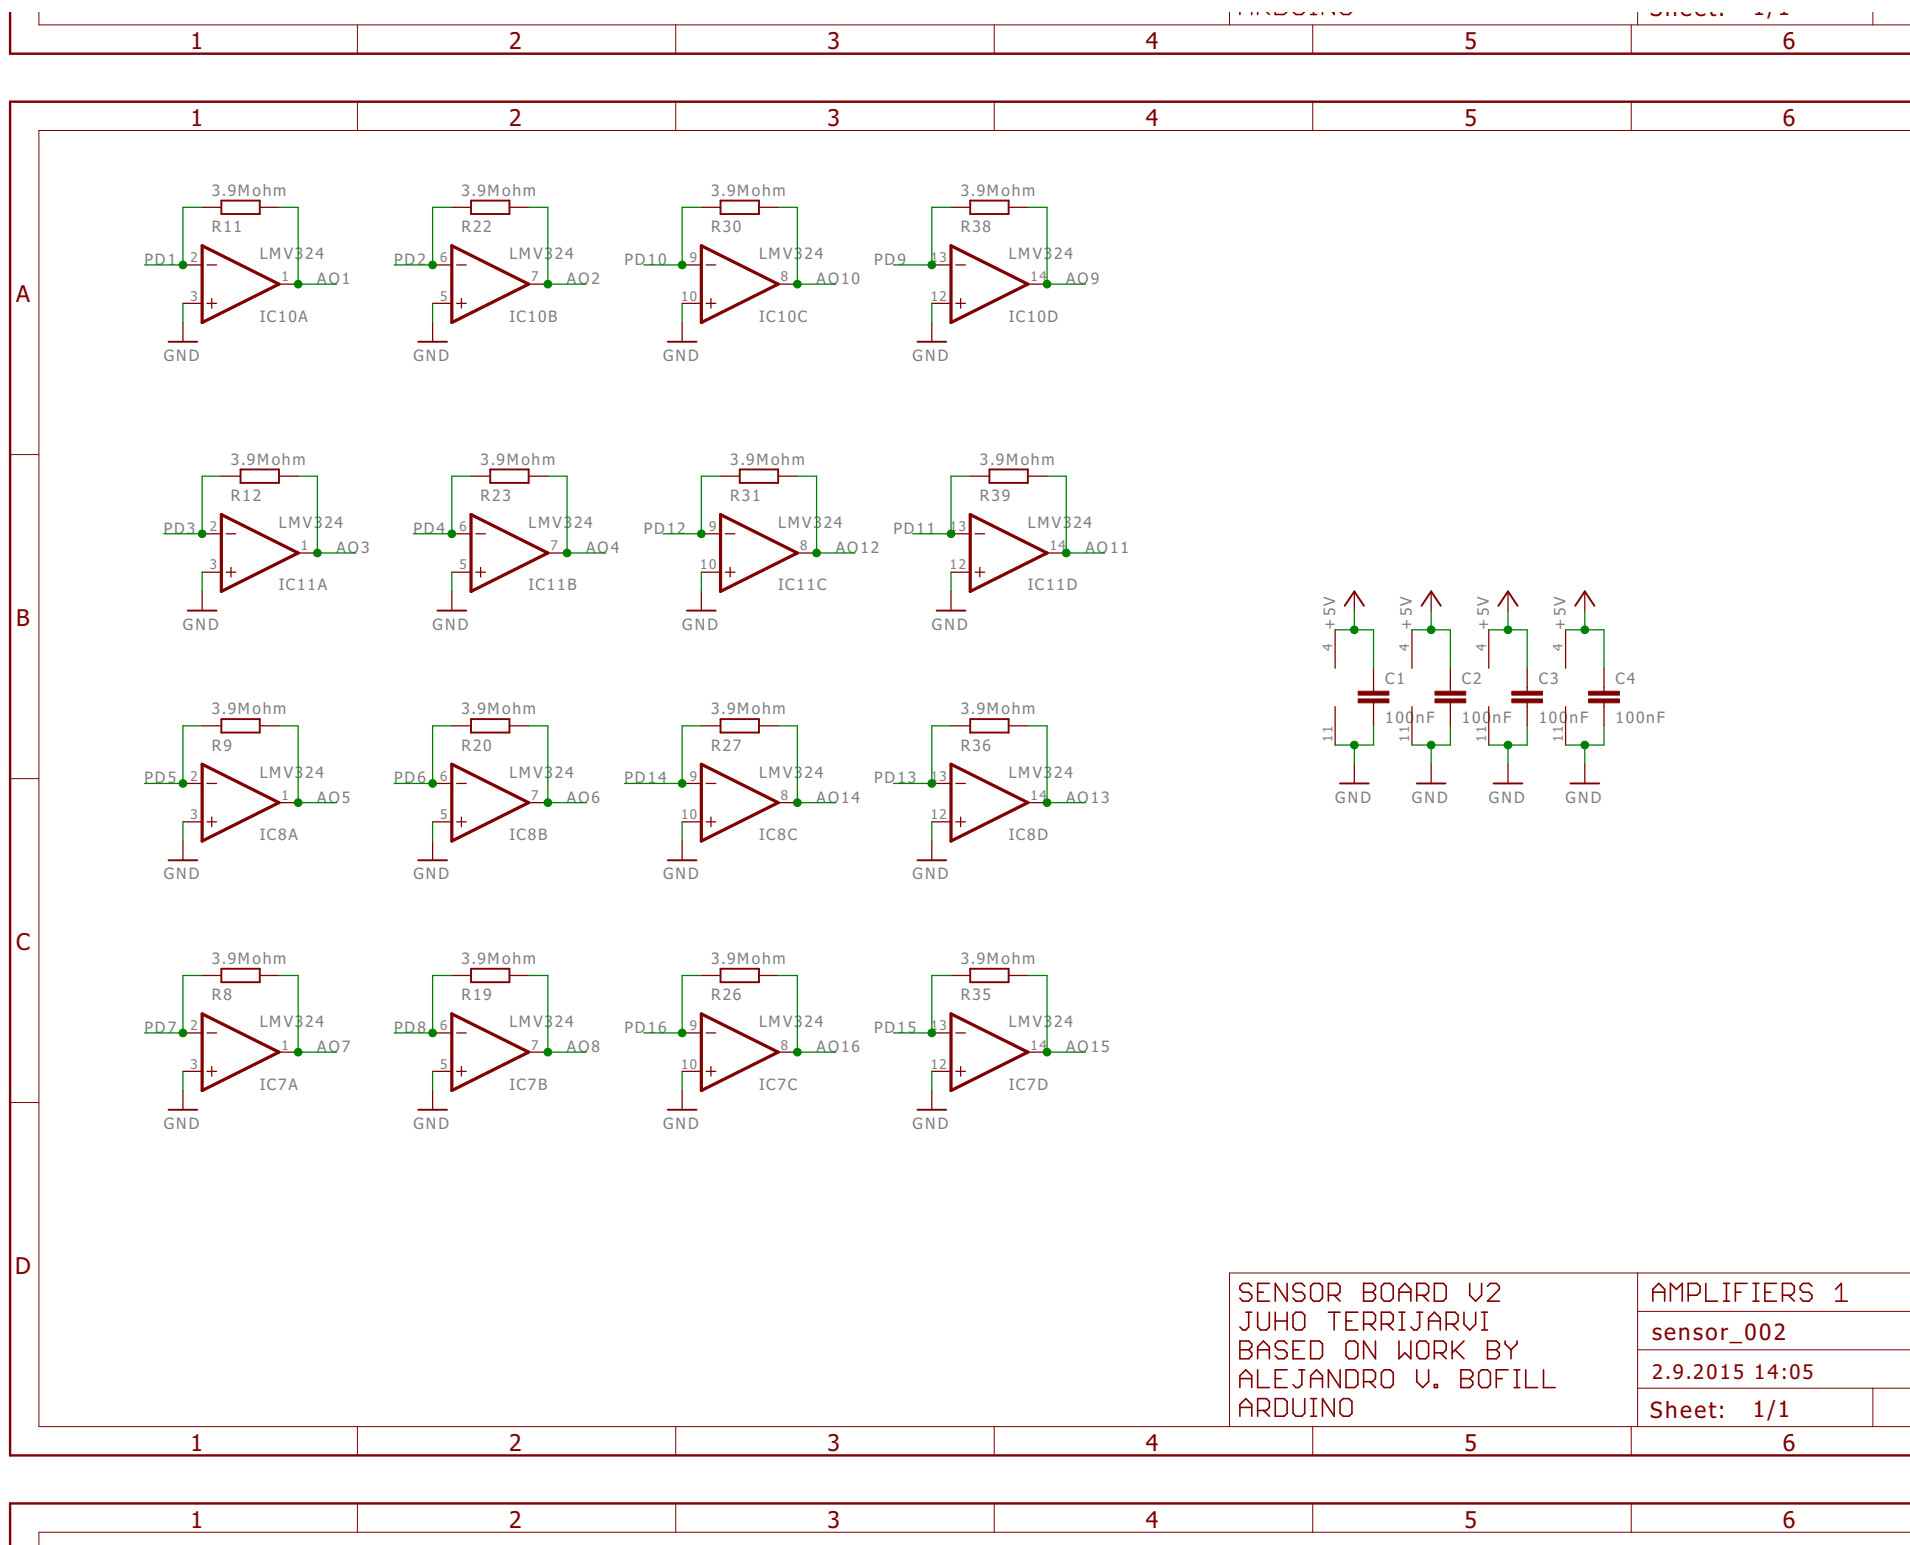 1 2 3 4 5 6
1 2 3 4 5 6
A
3.9Mohm 3.9Mohm 3.9Mohm 3.9Mohm
R11 R22 R30 R38
LMV324 LMV324 LMV324 LMV324
PD1 2 PD2 6 PD10 9 PD9 13
1 AO1 7 AO2 8 AO10 14 AO9
3 5 10 12
IC10A IC10B IC10C IC10D
GND GND GND GND
B
3.9Mohm 3.9Mohm 3.9Mohm 3.9Mohm
R12 R23 R31 R39
LMV324 LMV324 LMV324 LMV324
PD3 2 PD4 6 PD12 9 PD11 13
1 AO3 7 AO4 8 AO12 14 AO11
3 5 10 12
IC11A IC11B IC11C IC11D
GND GND GND GND
+5V +5V +5V +5V
4 4 4 4
C1 C2 C3 C4
100nF 100nF 100nF 100nF
11 11 11 11
GND GND GND GND
3.9Mohm 3.9Mohm 3.9Mohm 3.9Mohm
R9 R20 R27 R36
LMV324 LMV324 LMV324 LMV324
PD5 2 PD6 6 PD14 9 PD13 13
1 AO5 7 AO6 8 AO14 14 AO13
3 5 10 12
IC8A IC8B IC8C IC8D
GND GND GND GND
C
3.9Mohm 3.9Mohm 3.9Mohm 3.9Mohm
R8 R19 R26 R35
LMV324 LMV324 LMV324 LMV324
PD7 2 PD8 6 PD16 9 PD15 13
1 AO7 7 AO8 8 AO16 14 AO15
3 5 10 12
IC7A IC7B IC7C IC7D
GND GND GND GND
D
SENSOR BOARD V2
JUHO TERRIJARVI
BASED ON WORK BY
ALEJANDRO V. BOFILL
ARDUINO
AMPLIFIERS 1
sensor_002
2.9.2015 14:05
Sheet: 1/1
1 2 3 4 5 6
1 2 3 4 5 6